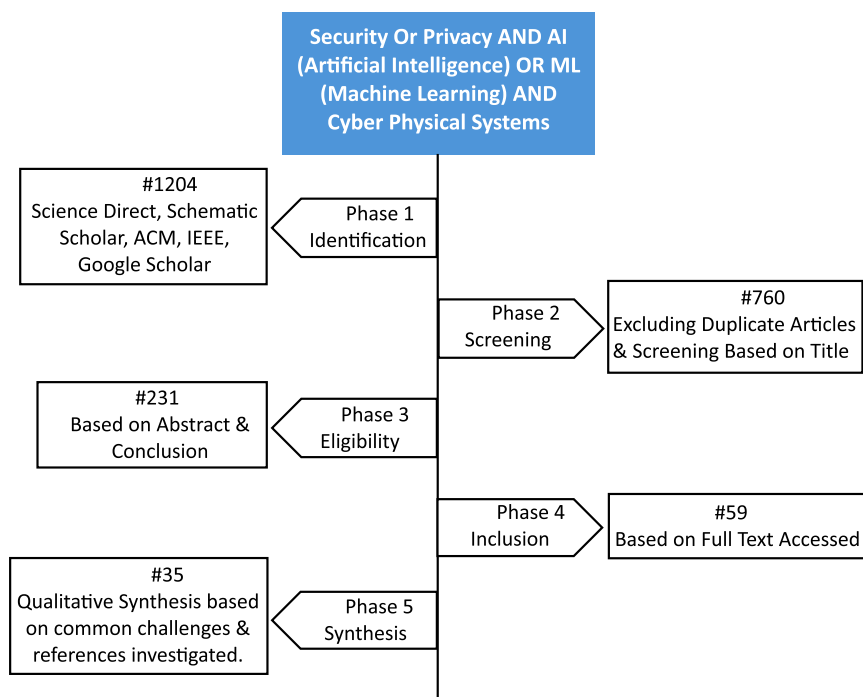 Security Or Privacy AND AI
(Artificial Intelligence) OR ML
(Machine Learning) AND
Cyber Physical Systems
#1204
Science Direct, Schematic
Scholar, ACM, IEEE,
Google Scholar
Phase 1
Identification
Phase 2
Screening
#760
Excluding Duplicate Articles
& Screening Based on Title
#231
Based on Abstract &
Conclusion
Phase 3
Eligibility
Phase 4
Inclusion
#59
Based on Full Text Accessed
#35
Qualitative Synthesis based
on common challenges &
references investigated.
Phase 5
Synthesis